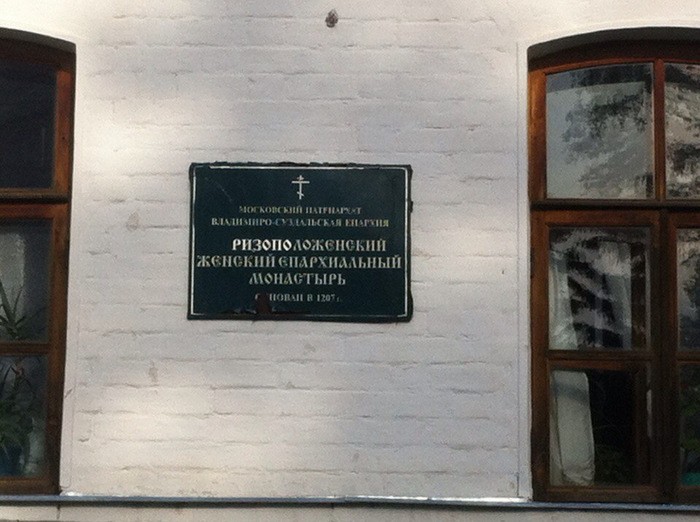 МОСКОВСКИЙ ПАТРИАРХАТ
ВЛАДИМИРО-СУЗДАЛЬСКАЯ ЕПАРХИЯ
РИЗОПОЛОЖЕНСКИЙ
ЖЕНСКИЙ ЕПАРХИАЛЬНЫЙ
МОНАСТЫРЬ
ОСНОВАН В 1207 г.